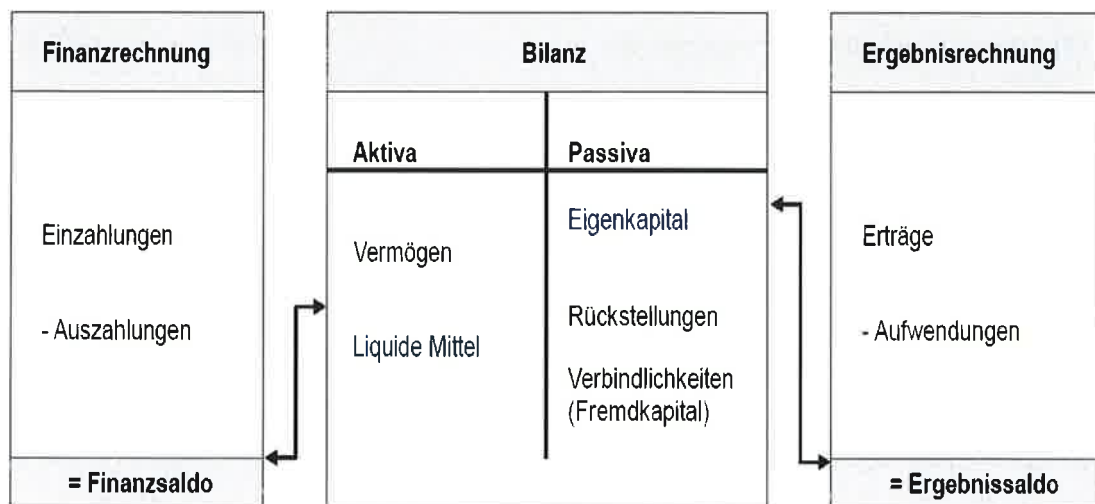 Finanzrechnung
Einzahlungen
- Auszahlungen
= Finanzsaldo
Bilanz
Aktiva
Vermögen
Liquide Mittel
Passiva
Eigenkapital
Rückstellungen
Verbindlichkeiten
(Fremdkapital)
Ergebnisrechnung
Erträge
- Aufwendungen
= Ergebnissaldo